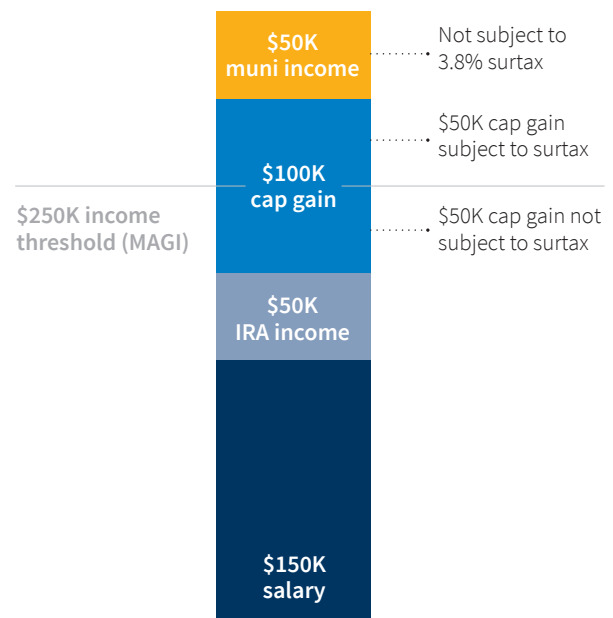 $50K
muni income
Not subject to
3.8% surtax
$50K cap gain
subject to surtax
$100K
cap gain
$250K income
threshold (MAGI)
$50K cap gain not
subject to surtax
$50K
IRA income
$150K
salary